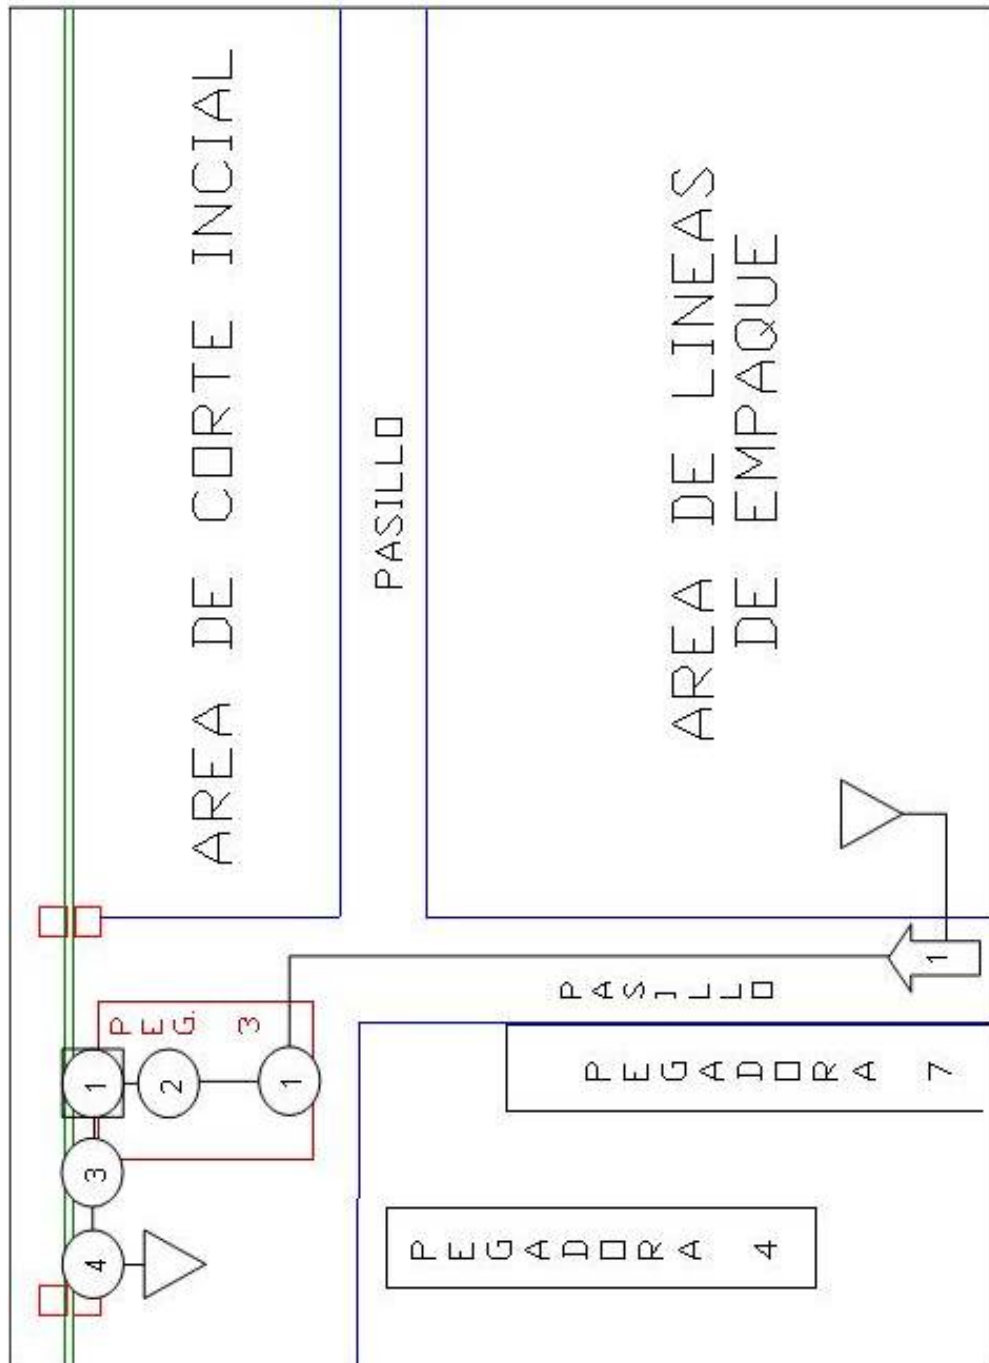 AREA DE CORTE INCIAL
PASILLO
AREA DE LINEAS
DE EMPAQUE
PEG. 3
1
2
1
3
4
PASILLO
1
PEGADORA 7
PEGADORA 4